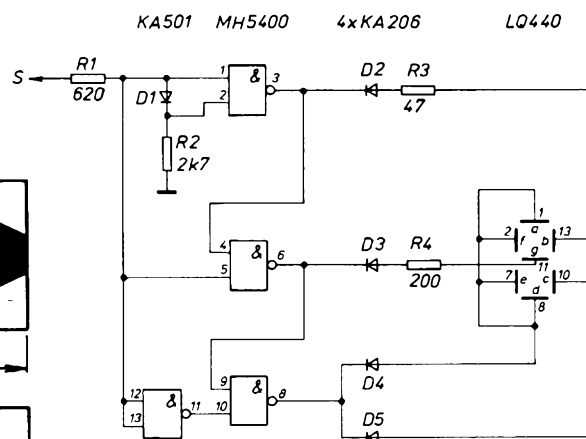 KA501 MH5400 4xKA206 LQ440
S R1 1 & 3 D2 R3
620 D1 2 47
R2
2k7
1
a
4 & 6 D3 R4 2 f b 13
g
5 200 7 e 11 c 10
d
8
9 & 8 D4
12 & 11 10
13 D5